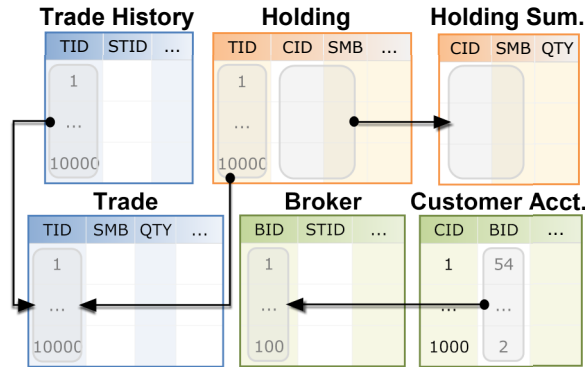 Trade History
TID STID ...
1
...
10000
Holding
TID CID SMB ...
1
...
10000
Holding Sum.
CID SMB QTY
Trade
TID SMB QTY ...
1
...
10000
Broker
BID STID ...
1
...
100
Customer Acct.
CID BID ...
1 54
... ...
1000 2